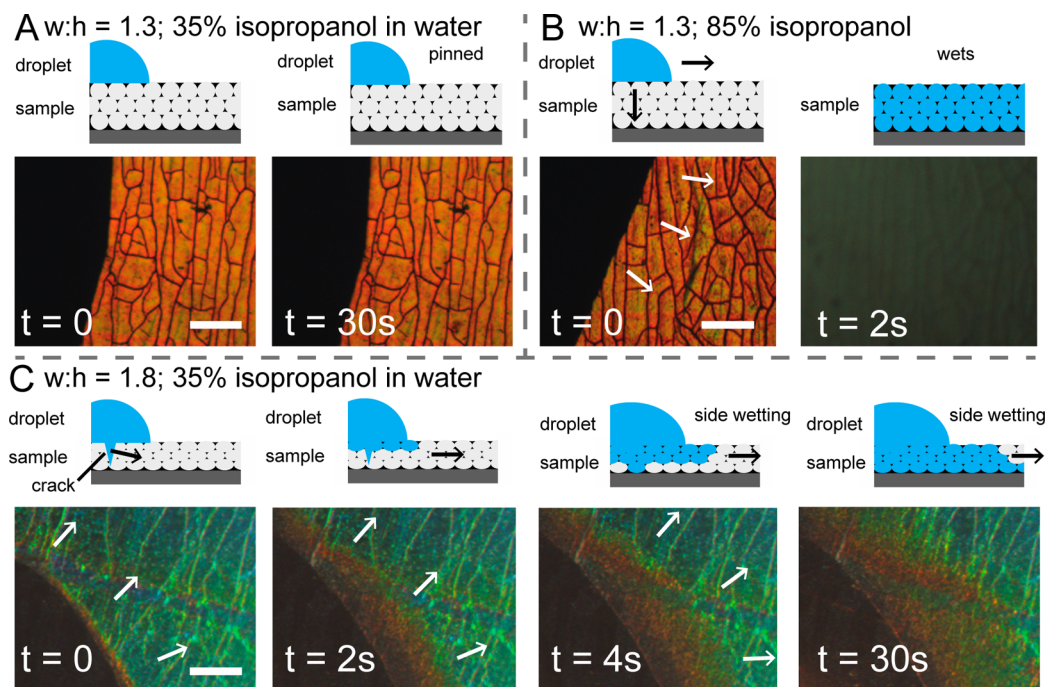 A w:h = 1.3; 35% isopropanol in water
droplet
sample
droplet
pinned
sample
t = 0
t = 30s
B w:h = 1.3; 85% isopropanol
droplet
sample
wets
sample
t = 0
t = 2s
C w:h = 1.8; 35% isopropanol in water
droplet
sample
crack
droplet
sample
droplet
side wetting
sample
droplet
side wetting
sample
t = 0
t = 2s
t = 4s
t = 30s